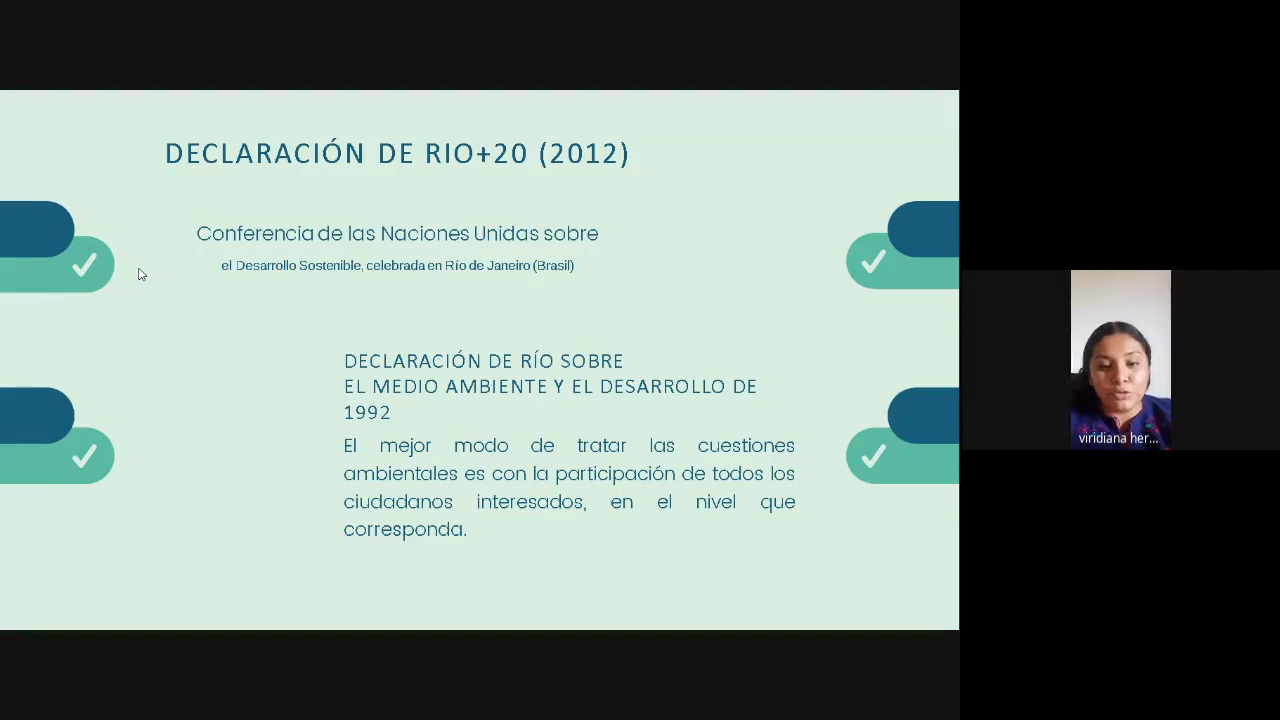 DECLARACIÓN DE RIO+20 (2012)
Conferencia de las Naciones Unidas sobre
el Desarrollo Sostenible, celebrada en Río de Janeiro (Brasil)
DECLARACIÓN DE RÍO SOBRE
EL MEDIO AMBIENTE Y EL DESARROLLO DE
1992
El mejor modo de tratar las cuestiones
ambientales es con la participación de todos los
ciudadanos interesados, en el nivel que
corresponda.
viridiana her...